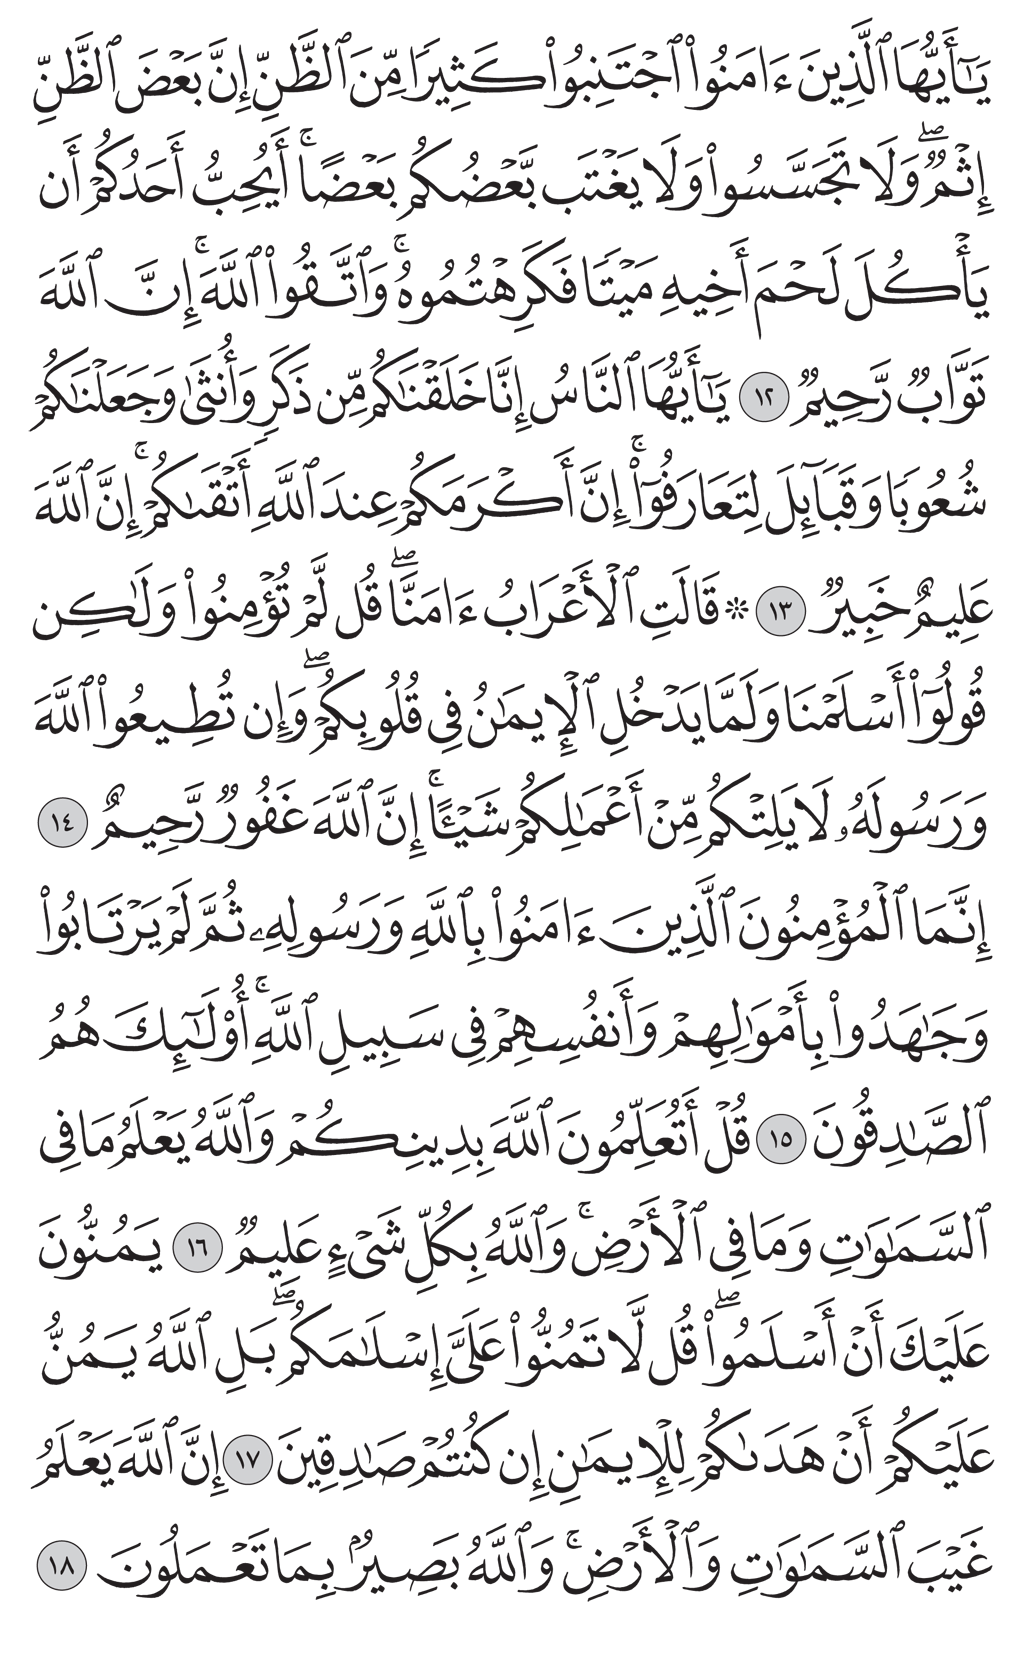 يَـٰٓأَيُّهَا ٱلَّذِينَ ءَامَنُوا۟ ٱجْتَنِبُوا۟ كَثِيرًا مِّنَ ٱلظَّنِّ إِنَّ بَعْضَ ٱلظَّنِّ
إِثْمٌ ۖ وَلَا تَجَسَّسُوا۟ وَلَا يَغْتَب بَّعْضُكُم بَعْضًا ۚ أَيُحِبُّ أَحَدُكُمْ أَن
يَأْكُلَ لَحْمَ أَخِيهِ مَيْتًا فَكَرِهْتُمُوهُ ۚ وَٱتَّقُوا۟ ٱللَّهَ ۚ إِنَّ ٱللَّهَ
تَوَّابٌ رَّحِيمٌ ١٢ يَـٰٓأَيُّهَا ٱلنَّاسُ إِنَّا خَلَقْنَـٰكُم مِّن ذَكَرٍ وَأُنثَىٰ وَجَعَلْنَـٰكُمْ
شُعُوبًا وَقَبَآئِلَ لِتَعَارَفُوٓا۟ ۚ إِنَّ أَكْرَمَكُمْ عِندَ ٱللَّهِ أَتْقَىٰكُمْ ۚ إِنَّ ٱللَّهَ
عَلِيمٌ خَبِيرٌ ١٣ ۞ قَالَتِ ٱلْأَعْرَابُ ءَامَنَّا ۖ قُل لَّمْ تُؤْمِنُوا۟ وَلَـٰكِن
قُولُوٓا۟ أَسْلَمْنَا وَلَمَّا يَدْخُلِ ٱلْإِيمَـٰنُ فِى قُلُوبِكُمْ ۖ وَإِن تُطِيعُوا۟ ٱللَّهَ
وَرَسُولَهُۥ لَا يَلِتْكُم مِّنْ أَعْمَـٰلِكُمْ شَيْـًٔا ۚ إِنَّ ٱللَّهَ غَفُورٌ رَّحِيمٌ ١٤
إِنَّمَا ٱلْمُؤْمِنُونَ ٱلَّذِينَ ءَامَنُوا۟ بِٱللَّهِ وَرَسُولِهِۦ ثُمَّ لَمْ يَرْتَابُوا۟
وَجَـٰهَدُوا۟ بِأَمْوَٰلِهِمْ وَأَنفُسِهِمْ فِى سَبِيلِ ٱللَّهِ ۚ أُو۟لَـٰٓئِكَ هُمُ
ٱلصَّـٰدِقُونَ ١٥ قُلْ أَتُعَلِّمُونَ ٱللَّهَ بِدِينِكُمْ وَٱللَّهُ يَعْلَمُ مَا فِى
ٱلسَّمَـٰوَٰتِ وَمَا فِى ٱلْأَرْضِ ۚ وَٱللَّهُ بِكُلِّ شَىْءٍ عَلِيمٌ ١٦ يَمُنُّونَ
عَلَيْكَ أَنْ أَسْلَمُوا۟ ۖ قُل لَّا تَمُنُّوا۟ عَلَىَّ إِسْلَـٰمَكُم ۖ بَلِ ٱللَّهُ يَمُنُّ
عَلَيْكُمْ أَنْ هَدَىٰكُمْ لِلْإِيمَـٰنِ إِن كُنتُمْ صَـٰدِقِينَ ١٧ إِنَّ ٱللَّهَ يَعْلَمُ
غَيْبَ ٱلسَّمَـٰوَٰتِ وَٱلْأَرْضِ ۚ وَٱللَّهُ بَصِيرٌۢ بِمَا تَعْمَلُونَ ١٨